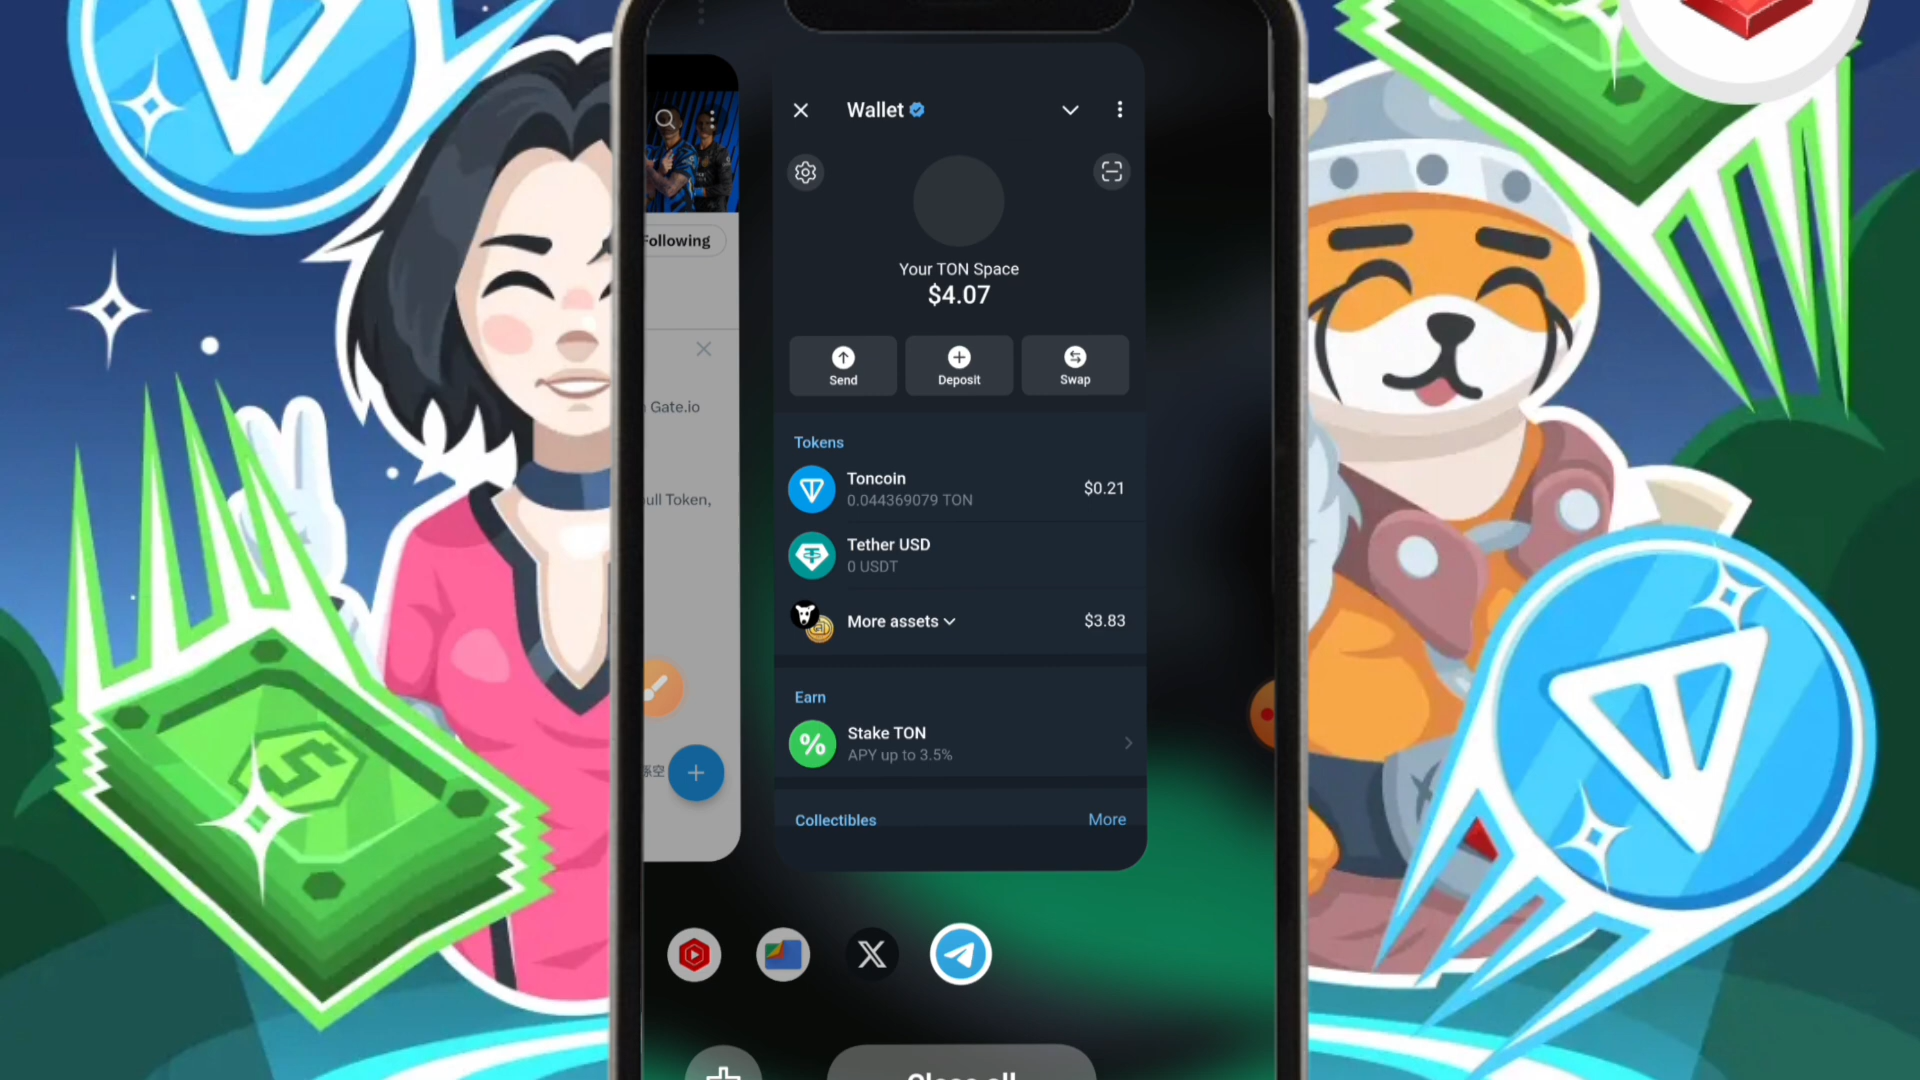 Wallet
Following
Your TON Space
$4.07
Send
Deposit
Swap
Gate.io
Tokens
Toncoin
0.044369079 TON
$0.21
Token,
Tether USD
0 USDT
More assets
$3.83
Earn
Stake TON
APY up to 3.5%
Collectibles
More
Close all